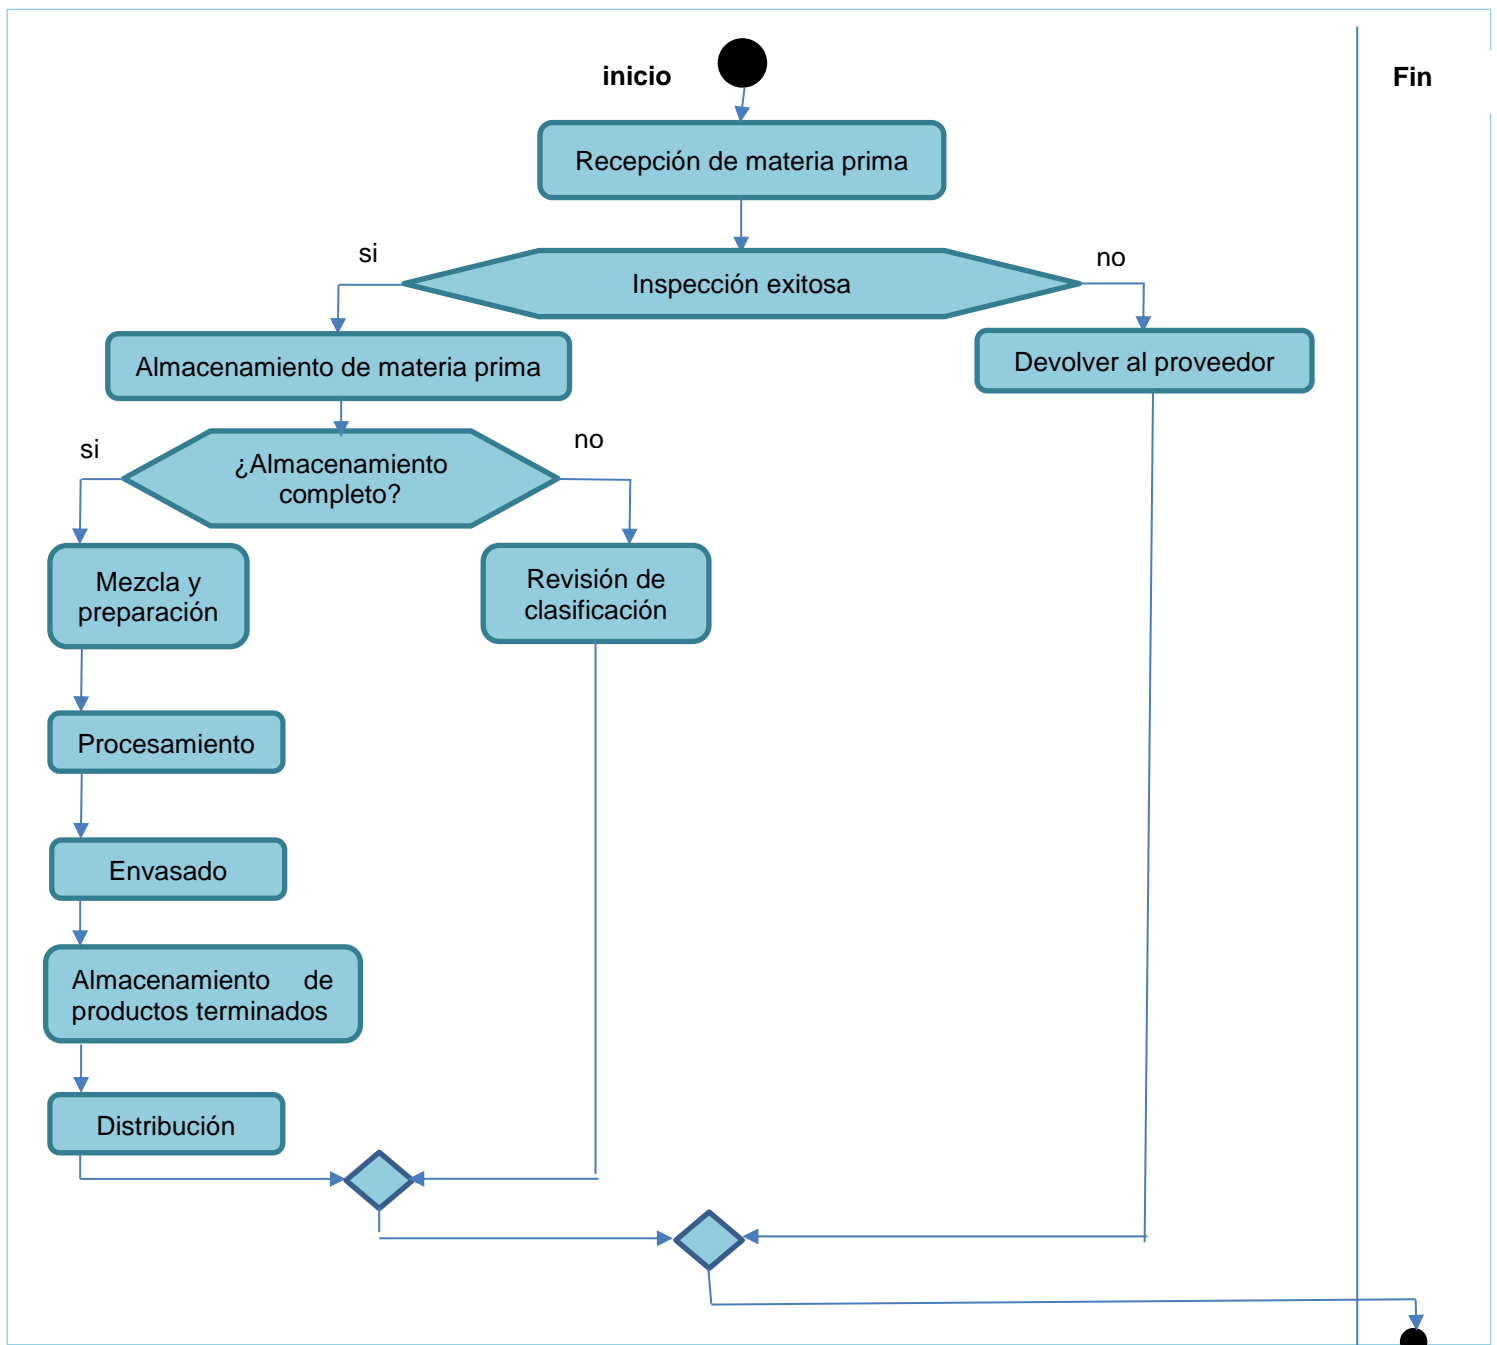 inicio
Fin
Recepción de materia prima
si
no
Inspección exitosa
Almacenamiento de materia prima
Devolver al proveedor
si
no
¿Almacenamiento
completo?
Mezcla y
preparación
Revisión de
clasificación
Procesamiento
Envasado
Almacenamiento de
productos terminados
Distribución